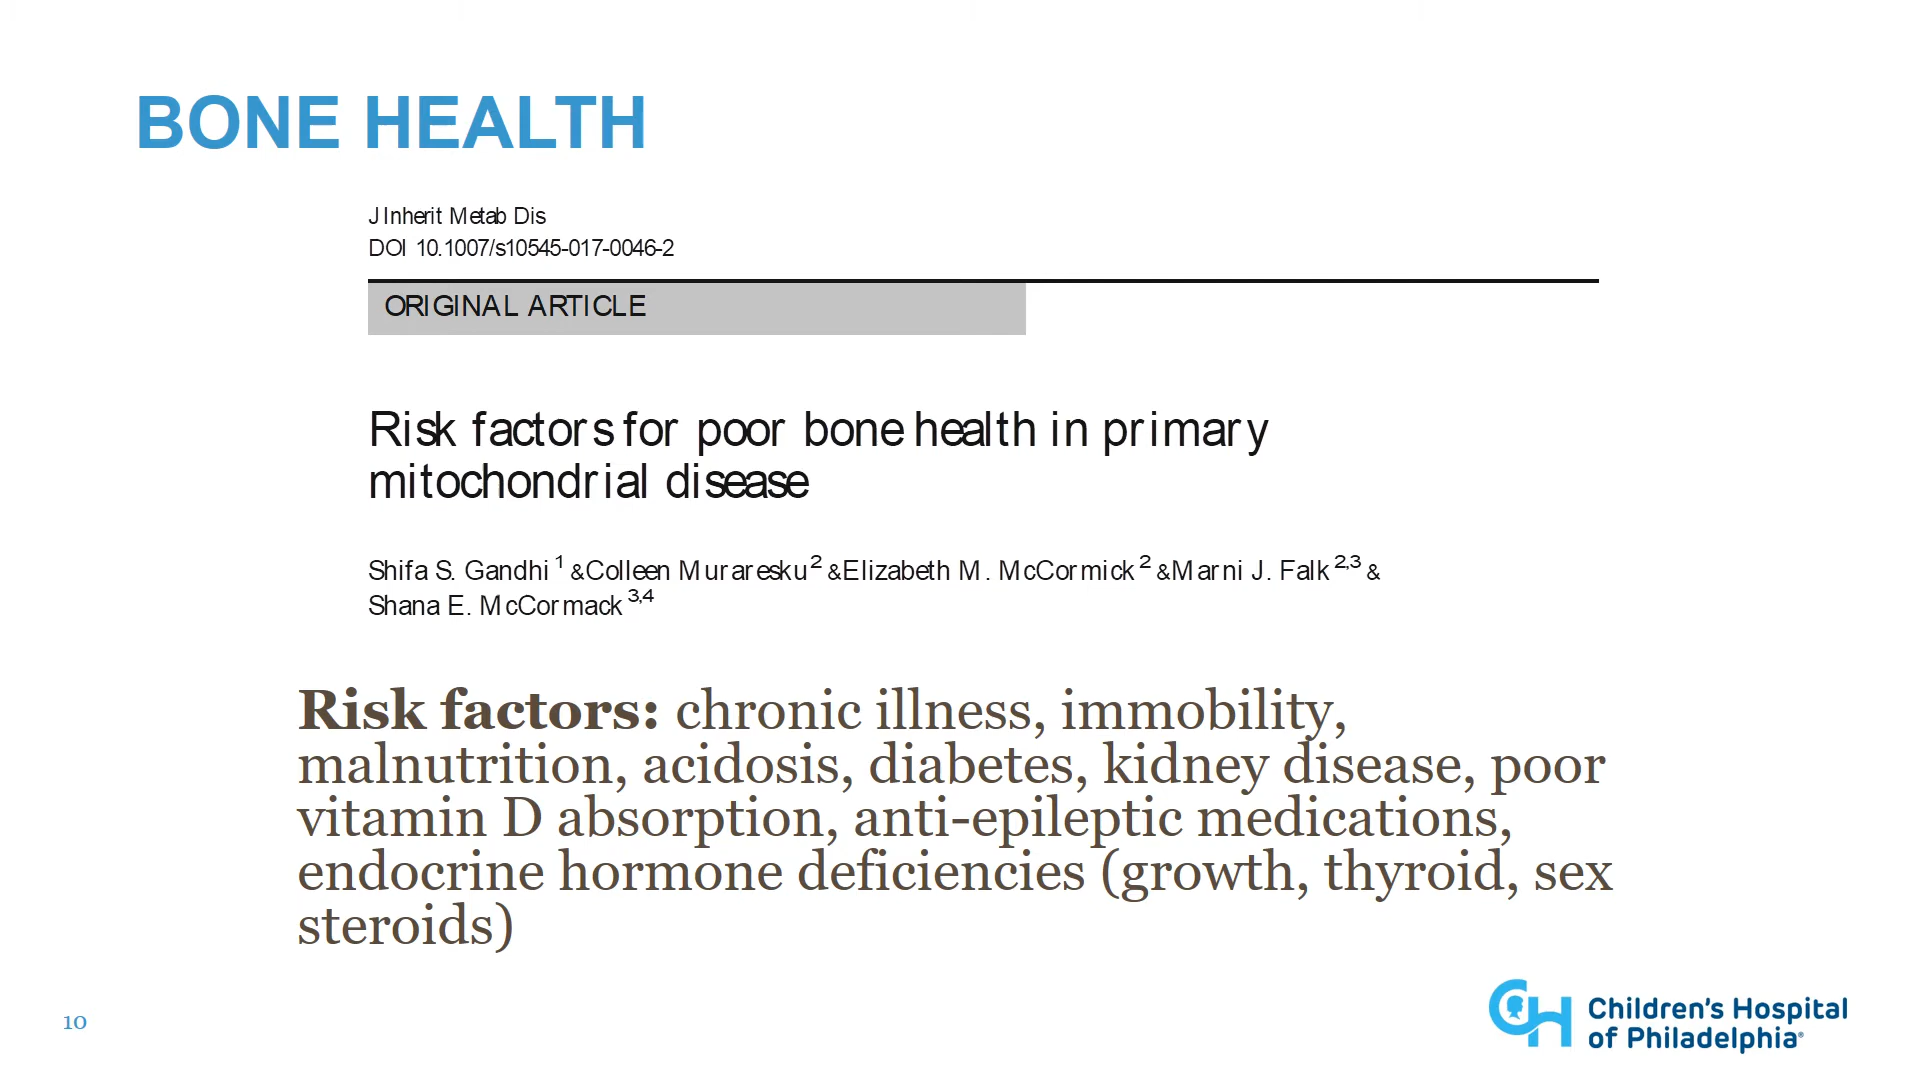 BONE HEALTH
J Inherit Metab Dis
DOI 10.1007/s10545-017-0046-2
ORIGINAL ARTICLE
Risk factors for poor bone health in primary
mitochondrial disease
Shifa S. Gandhi 1 & Colleen Muraresku 2 & Elizabeth M. McCormick 2 & Marni J. Falk 2,3 &
Shana E. McCormack 3,4
Risk factors: chronic illness, immobility,
malnutrition, acidosis, diabetes, kidney disease, poor
vitamin D absorption, anti-epileptic medications,
endocrine hormone deficiencies (growth, thyroid, sex
steroids)
10
Children's Hospital
of Philadelphia®